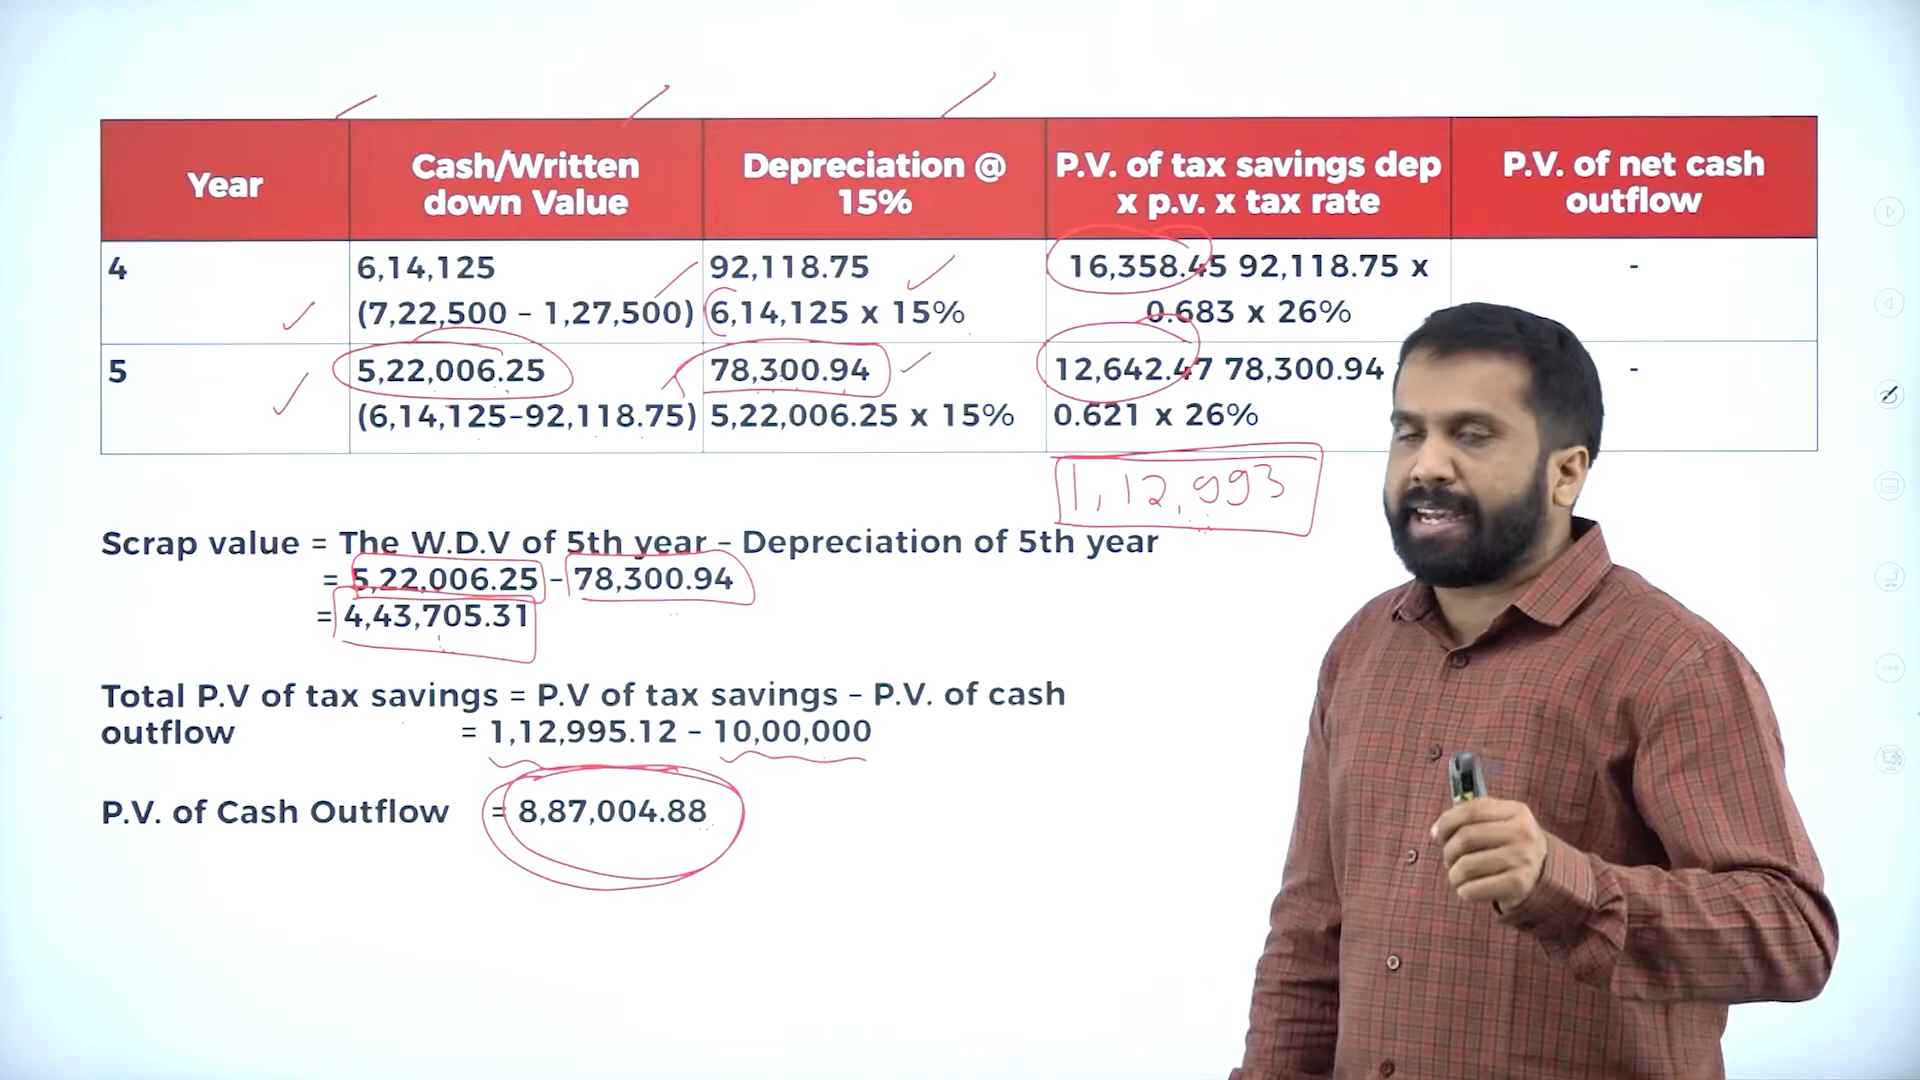 Year
Cash/Written
down Value
Depreciation @
15%
P.V. of tax savings dep
x p.v. x tax rate
P.V. of net cash
outflow
4
6,14,125
(7,22,500 – 1,27,500)
92,118.75
6,14,125 x 15%
16,358.45 92,118.75 x
0.683 x 26%
-
5
5,22,006.25
(6,14,125-92,118.75)
78,300.94
5,22,006.25 x 15%
12,642.47 78,300.94
0.621 x 26%
-
1,12,993
Scrap value = The W.D.V of 5th year – Depreciation of 5th year
= 5,22,006.25 – 78,300.94
= 4,43,705.31
Total P.V of tax savings = P.V of tax savings – P.V. of cash
outflow = 1,12,995.12 – 10,00,000
P.V. of Cash Outflow = 8,87,004.88